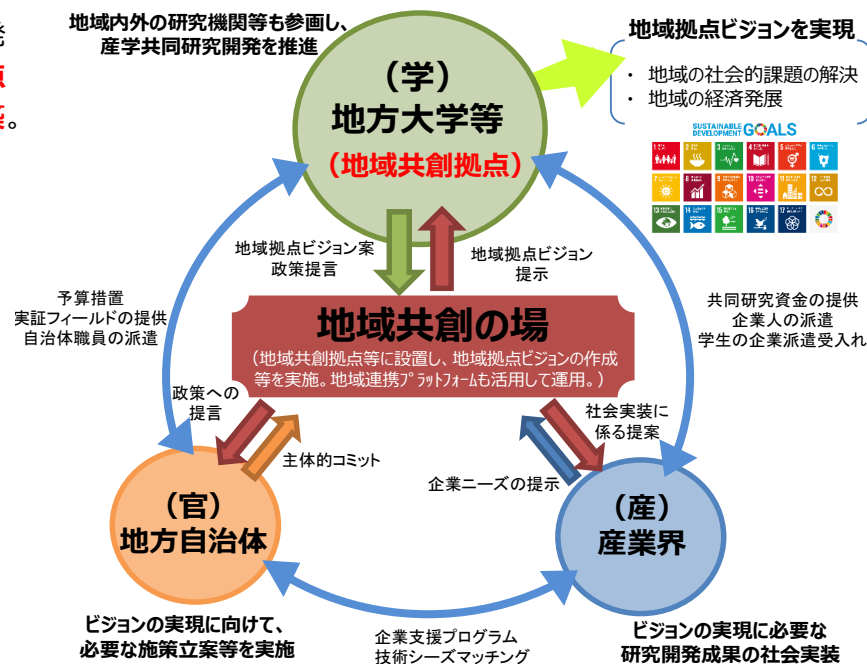 発
点
築。
地域内外の研究機関等も参画し、
産学共同研究開発を推進
地域拠点ビジョンを実現
・ 地域の社会的課題の解決
・ 地域の経済発展
SUSTAINABLE
DEVELOPMENT GOALS
(学)
地方大学等
(地域共創拠点)
地域拠点ビジョン案
政策提言
地域拠点ビジョン
提示
予算措置
実証フィールドの提供
自治体職員の派遣
共同研究資金の提供
企業人の派遣
学生の企業派遣受入れ
地域共創の場
(地域共創拠点等に設置し、地域拠点ビジョンの作成
等を実施。地域連携プラットフォームも活用して運用。)
政策への
提言
主体的コミット
社会実装に
係る提案
企業ニーズの提示
(官)
地方自治体
(産)
産業界
ビジョンの実現に向けて、
必要な施策立案等を実施
企業支援プログラム
技術シーズマッチング
ビジョンの実現に必要な
研究開発成果の社会実装